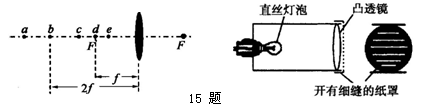 直丝灯泡
凸透镜
a b c d e
F F
f
2f
开有细缝的纸罩
15 题